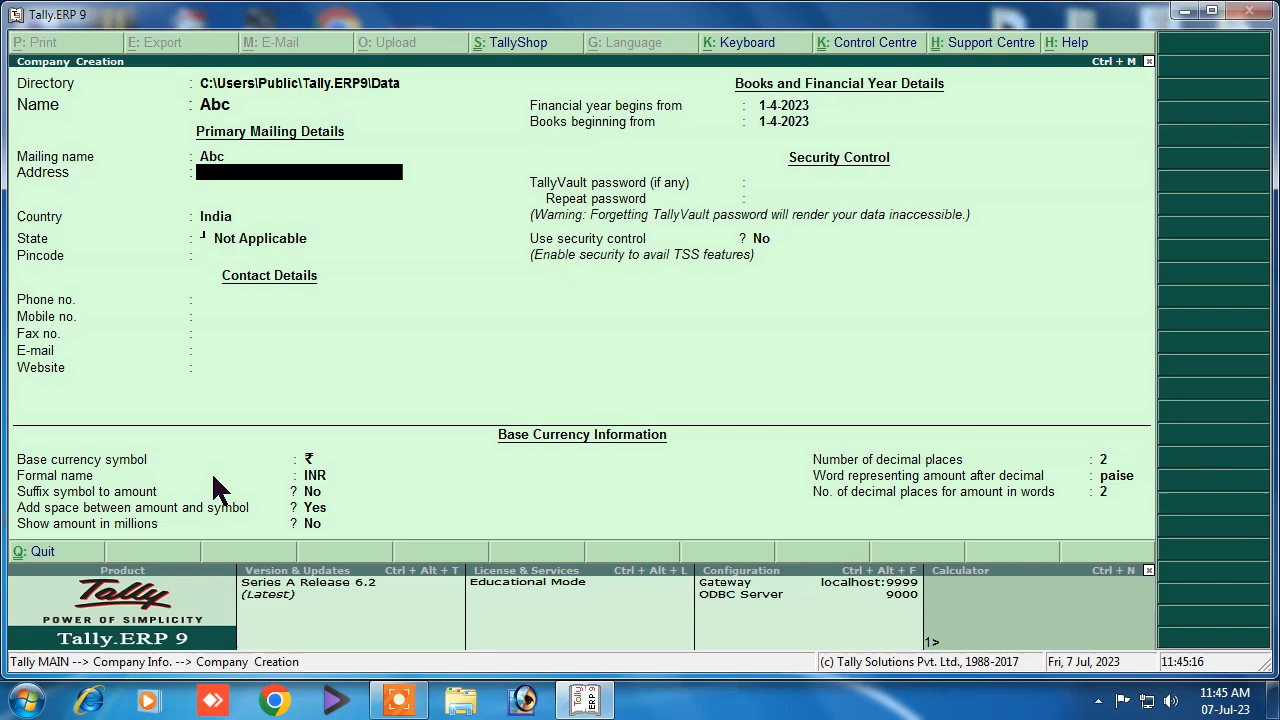 Tally.ERP 9
P: Print E: Export M: E-Mail O: Upload S: TallyShop G: Language K: Keyboard K: Control Centre H: Support Centre H: Help
Company Creation Ctrl + M
Directory : C:\Users\Public\Tally.ERP9\Data
Name : Abc
Primary Mailing Details
Mailing name : Abc
Address :
Country : India
State : Not Applicable
Pincode :
Contact Details
Phone no. :
Mobile no. :
Fax no. :
E-mail :
Website :
Books and Financial Year Details
Financial year begins from : 1-4-2023
Books beginning from : 1-4-2023
Security Control
TallyVault password (if any) :
Repeat password :
(Warning: Forgetting TallyVault password will render your data inaccessible.)
Use security control ? No
(Enable security to avail TSS features)
Base Currency Information
Base currency symbol : ₹
Formal name : INR
Suffix symbol to amount ? No
Add space between amount and symbol ? Yes
Show amount in millions ? No
Number of decimal places : 2
Word representing amount after decimal : paise
No. of decimal places for amount in words : 2
Q: Quit
Product
Tally
POWER OF SIMPLICITY
Tally.ERP 9
Version & Updates Ctrl + Alt + T
Series A Release 6.2
(Latest)
License & Services Ctrl + Alt + L
Educational Mode
Configuration Ctrl + Alt + F
Gateway localhost:9999
ODBC Server 9000
Calculator Ctrl + N
1>
Tally MAIN --> Company Info. --> Company Creation (c) Tally Solutions Pvt. Ltd., 1988-2017 Fri, 7 Jul, 2023 11:45:16
11:45 AM
07-Jul-23